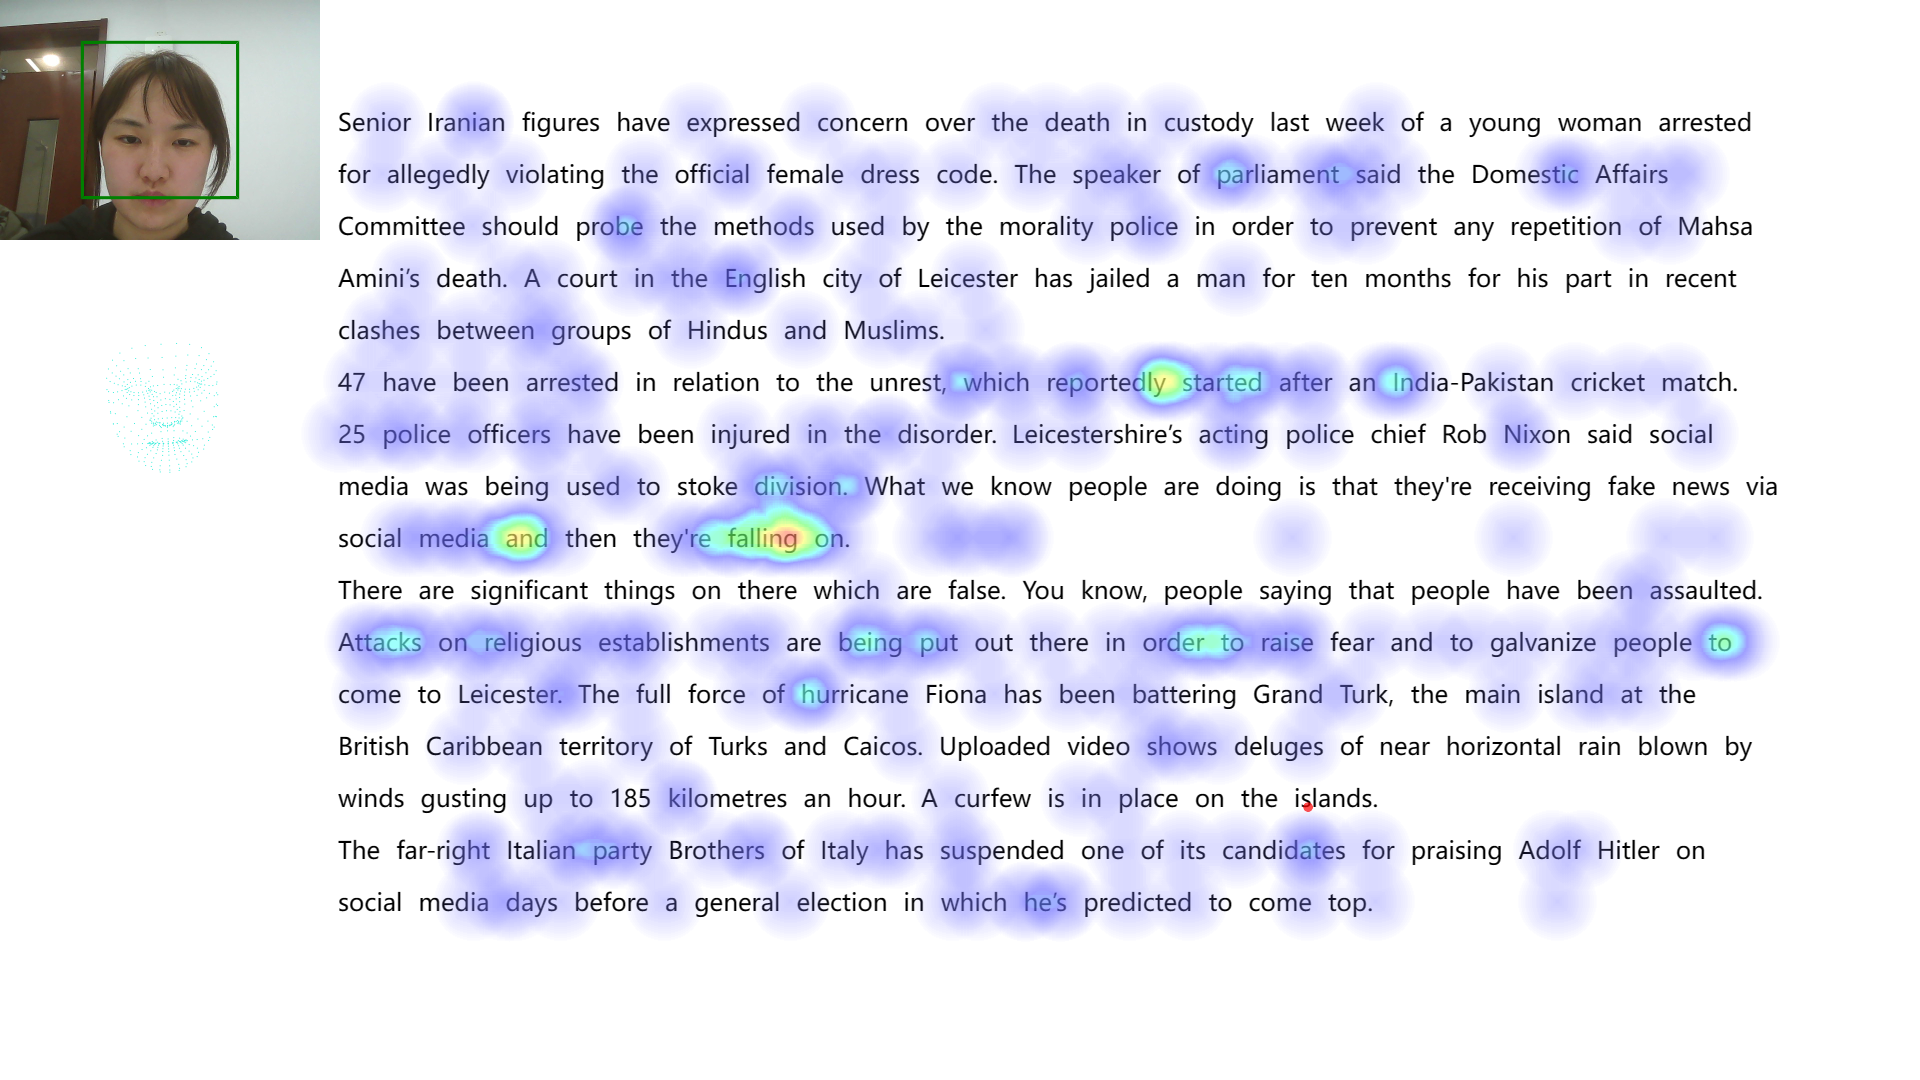 Senior Iranian figures have expressed concern over the death in custody last week of a young woman arrested
for allegedly violating the official female dress code. The speaker of parliament said the Domestic Affairs
Committee should probe the methods used by the morality police in order to prevent any repetition of Mahsa
Amini’s death. A court in the English city of Leicester has jailed a man for ten months for his part in recent
clashes between groups of Hindus and Muslims.
47 have been arrested in relation to the unrest, which reportedly started after an India-Pakistan cricket match.
25 police officers have been injured in the disorder. Leicestershire’s acting police chief Rob Nixon said social
media was being used to stoke division. What we know people are doing is that they're receiving fake news via
social media and then they're falling on.
There are significant things on there which are false. You know, people saying that people have been assaulted.
Attacks on religious establishments are being put out there in order to raise fear and to galvanize people to
come to Leicester. The full force of hurricane Fiona has been battering Grand Turk, the main island at the
British Caribbean territory of Turks and Caicos. Uploaded video shows deluges of near horizontal rain blown by
winds gusting up to 185 kilometres an hour. A curfew is in place on the islands.
The far-right Italian party Brothers of Italy has suspended one of its candidates for praising Adolf Hitler on
social media days before a general election in which he’s predicted to come top.